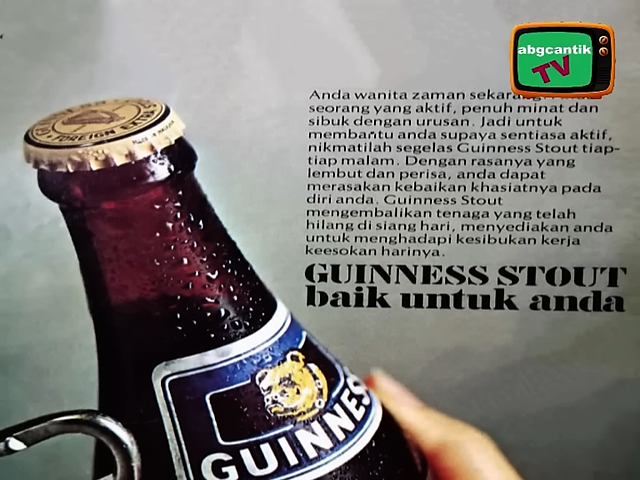 abgcantik
TV
Anda wanita zaman sekarang
seorang yang aktif, penuh minat dan
sibuk dengan urusan. Jadi untuk
membantu anda supaya sentiasa aktif,
nikmatilah segelas Guinness Stout tiap-
tiap malam. Dengan rasanya yang
lembut dan perisa, anda dapat
merasakan kebaikan khasiatnya pada
diri anda. Guinness Stout
mengembalikan tenaga yang telah
hilang di siang hari, menyediakan anda
untuk menghadapi kesibukan kerja
keesokan harinya.
GUINNESS STOUT
baik untuk anda
FOREIGN EXTRA
GUINNESS